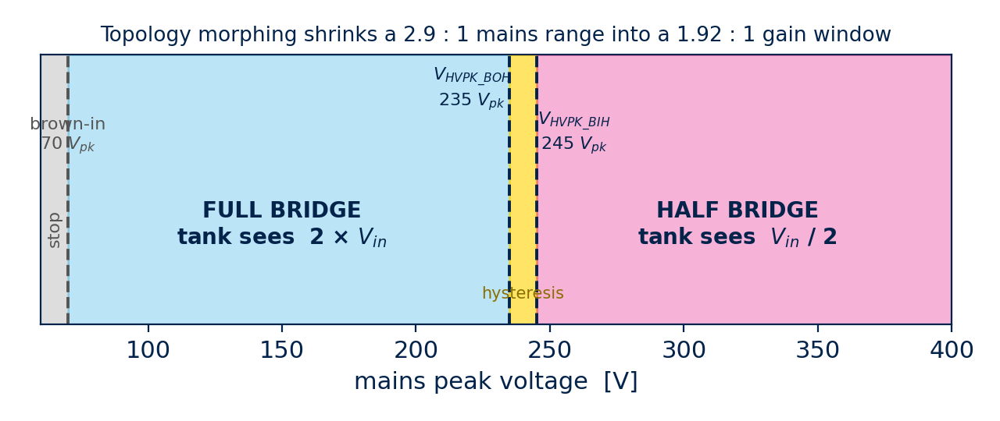 Topology morphing shrinks a 2.9 : 1 mains range into a 1.92 : 1 gain window
V_HVPK_BOH
235 V_pk
V_HVPK_BIH
245 V_pk
brown-in
70 V_pk
stop
FULL BRIDGE
tank sees 2 × V_in
HALF BRIDGE
tank sees V_in / 2
hysteresis
100 150 200 250 300 350 400
mains peak voltage [V]